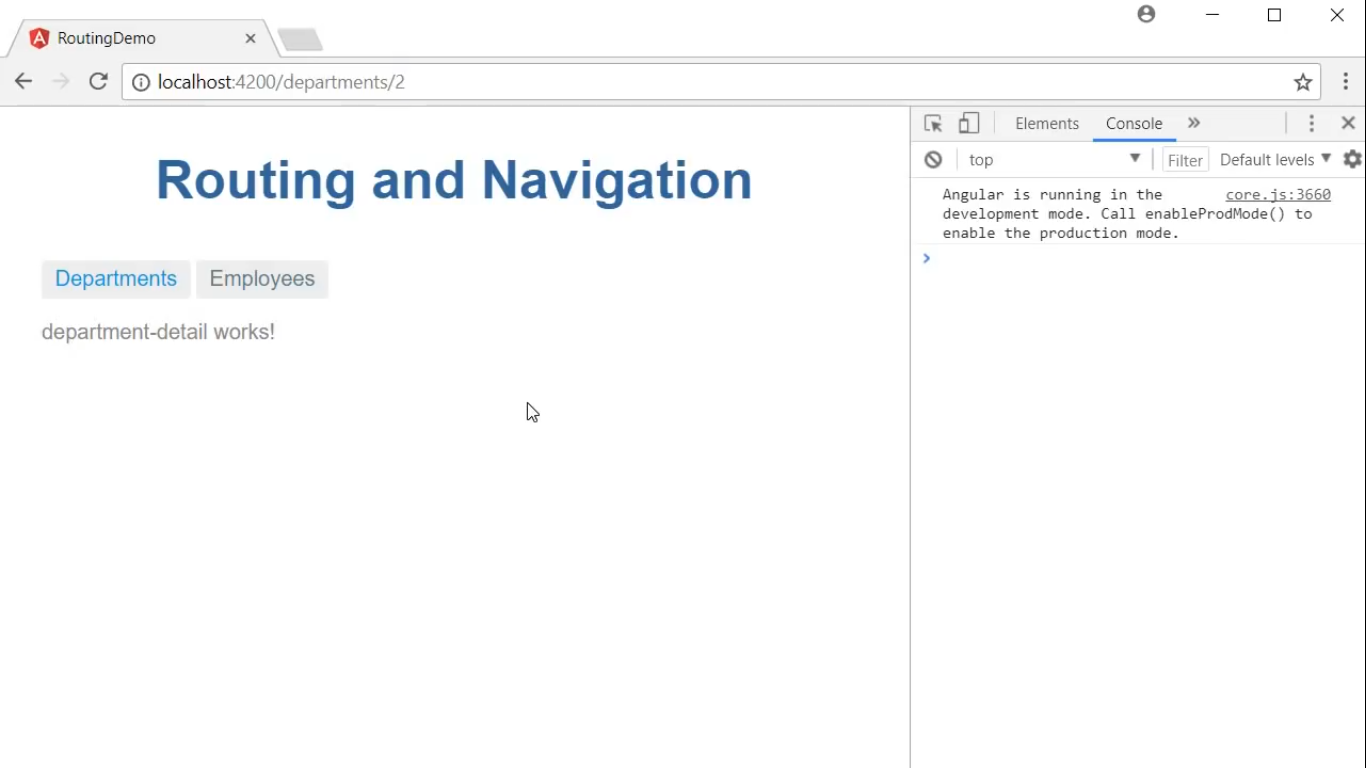 RoutingDemo
localhost:4200/departments/2
Routing and Navigation
Departments Employees
department-detail works!
Elements Console
top Filter Default levels
Angular is running in the core.js:3660
development mode. Call enableProdMode() to
enable the production mode.